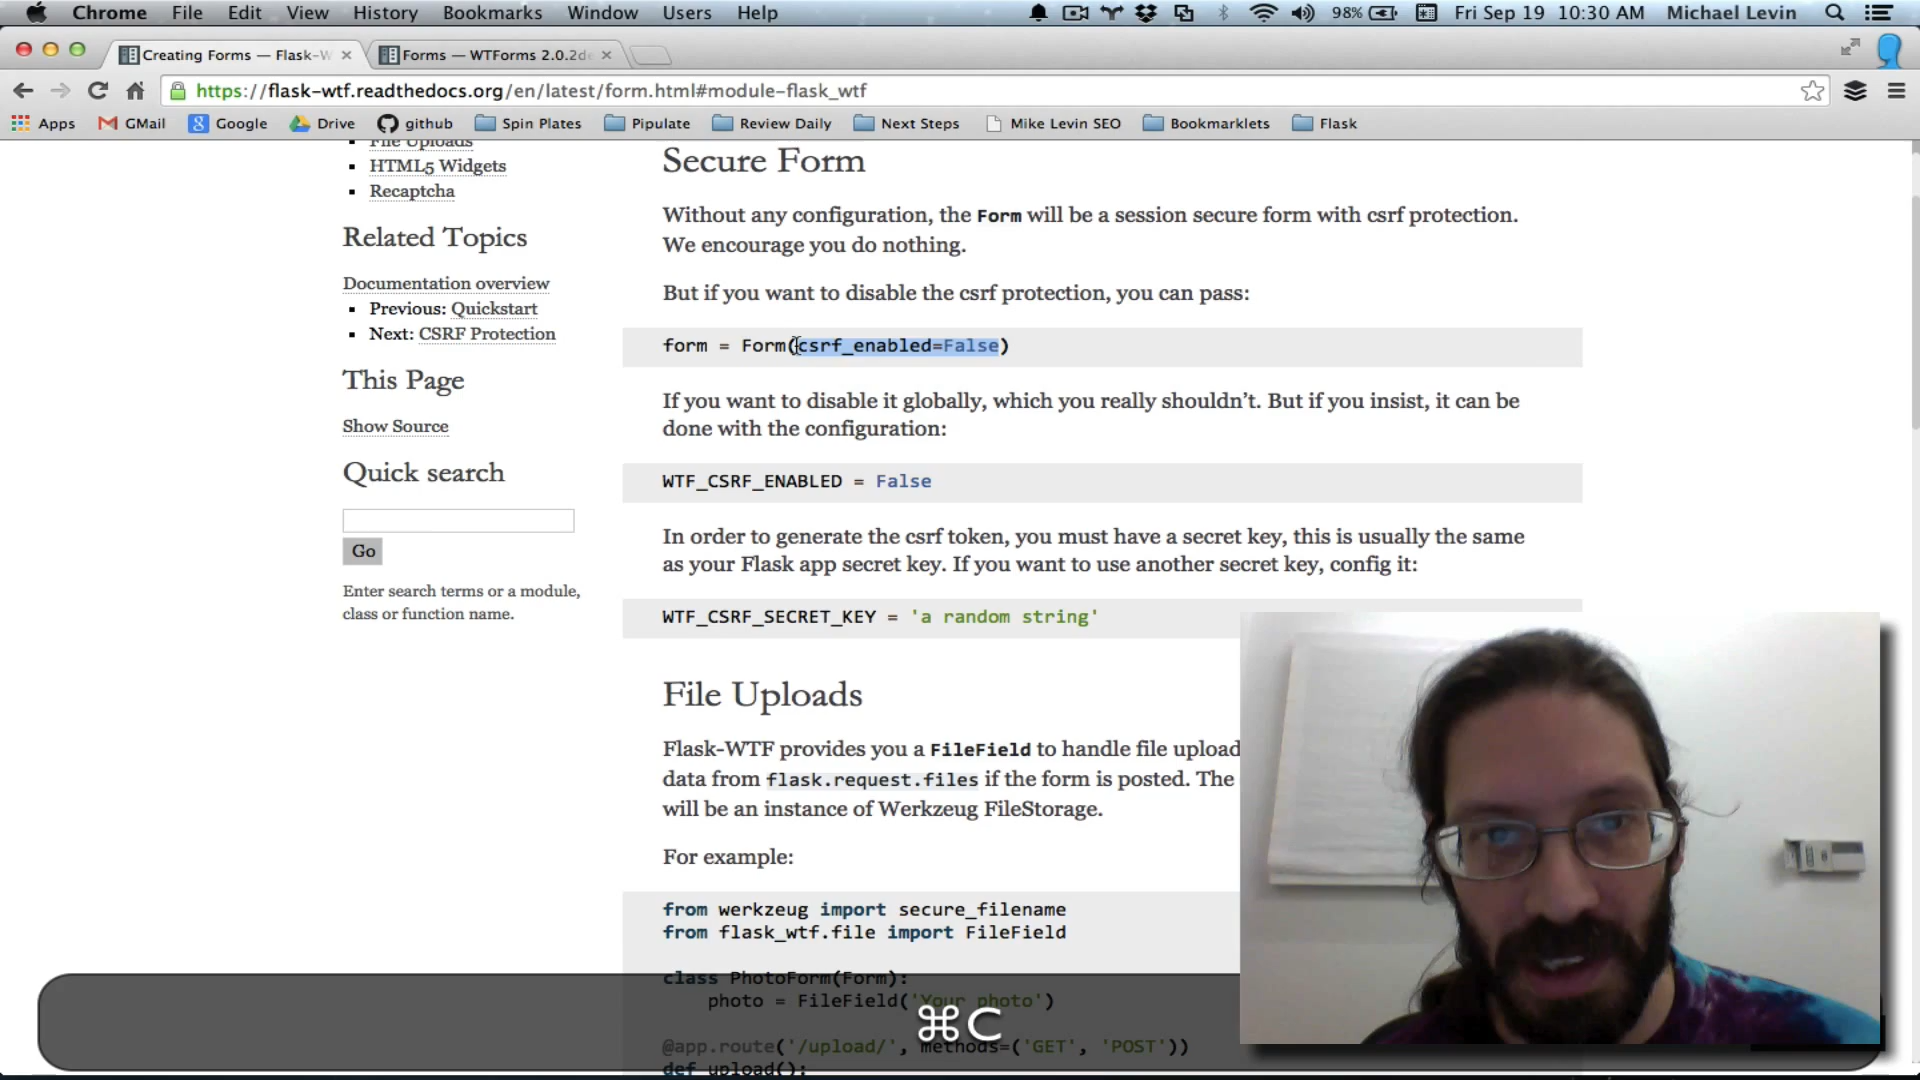 Chrome File Edit View History Bookmarks Window Users Help 98% Fri Sep 19 10:30 AM Michael Levin
Creating Forms — Flask-W Forms — WTForms 2.0.2de
https://flask-wtf.readthedocs.org/en/latest/form.html#module-flask_wtf
Apps GMail Google Drive github Spin Plates Pipulate Review Daily Next Steps Mike Levin SEO Bookmarklets Flask
File Uploads
HTML5 Widgets
Recaptcha
Related Topics
Documentation overview
Previous: Quickstart
Next: CSRF Protection
This Page
Show Source
Quick search
Go
Enter search terms or a module,
class or function name.
Secure Form
Without any configuration, the Form will be a session secure form with csrf protection.
We encourage you do nothing.
But if you want to disable the csrf protection, you can pass:
form = Form(csrf_enabled=False)
If you want to disable it globally, which you really shouldn't. But if you insist, it can be
done with the configuration:
WTF_CSRF_ENABLED = False
In order to generate the csrf token, you must have a secret key, this is usually the same
as your Flask app secret key. If you want to use another secret key, config it:
WTF_CSRF_SECRET_KEY = 'a random string'
File Uploads
Flask-WTF provides you a FileField to handle file upload
data from flask.request.files if the form is posted. The
will be an instance of Werkzeug FileStorage.
For example:
from werkzeug import secure_filename
from flask_wtf.file import FileField
class PhotoForm(Form):
photo = FileField('Your photo')
@app.route('/upload/', methods=('GET', 'POST'))
def upload():
⌘C